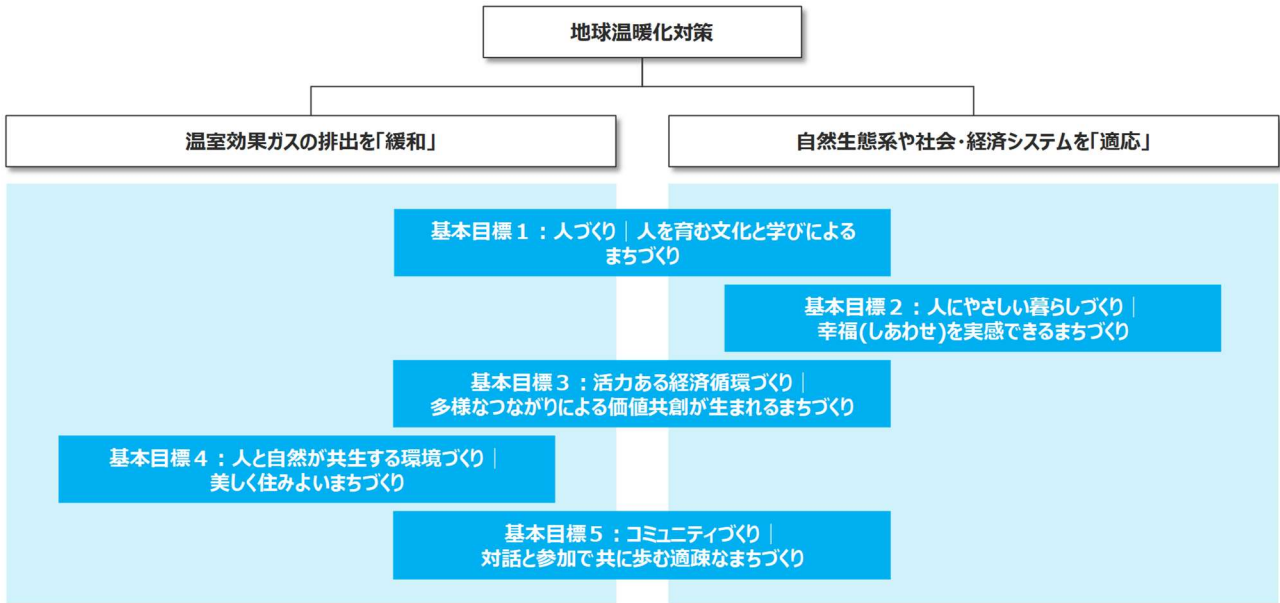 地球温暖化対策
温室効果ガスの排出を「緩和」
自然生態系や社会・経済システムを「適応」
基本目標１：人づくり｜人を育む文化と学びによる
まちづくり
基本目標２：人にやさしい暮らしづくり｜
幸福(しあわせ)を実感できるまちづくり
基本目標３：活力ある経済循環づくり｜
多様なつながりによる価値共創が生まれるまちづくり
基本目標４：人と自然が共生する環境づくり｜
美しく住みよいまちづくり
基本目標５：コミュニティづくり｜
対話と参加で共に歩む適疎なまちづくり